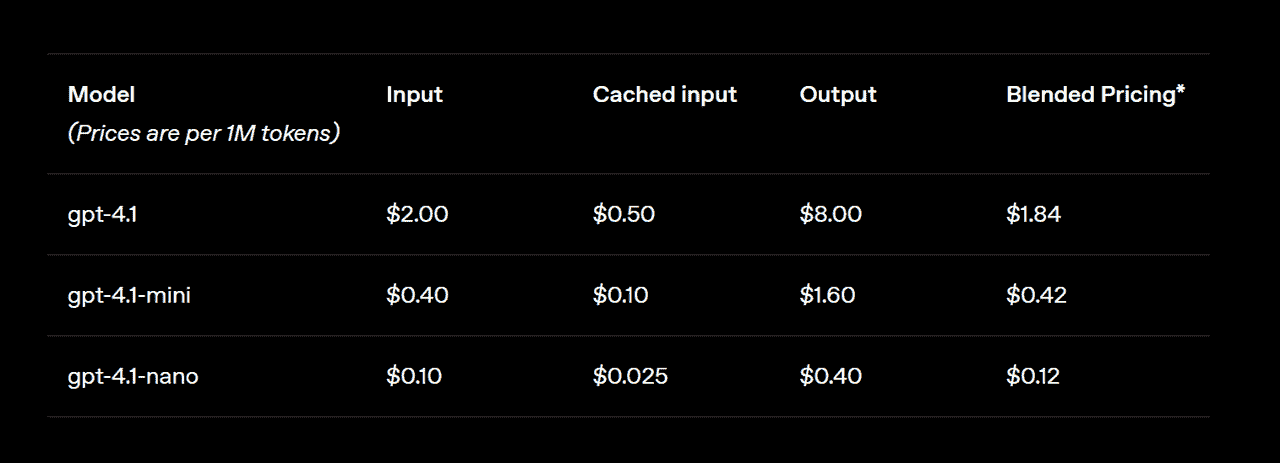 Model Input Cached input Output Blended Pricing*
(Prices are per 1M tokens)
gpt-4.1 $2.00 $0.50 $8.00 $1.84
gpt-4.1-mini $0.40 $0.10 $1.60 $0.42
gpt-4.1-nano $0.10 $0.025 $0.40 $0.12